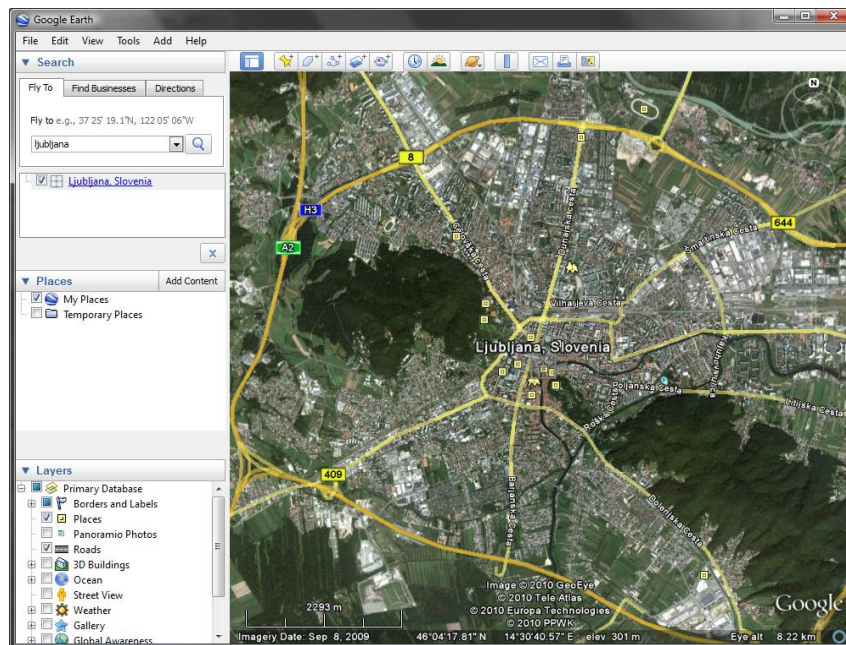 Google Earth
File Edit View Tools Add Help
Search
Fly To Find Businesses Directions
Fly to e.g., 37 25' 19.1"N, 122 05' 06"W
ljubljana
Ljubljana, Slovenia
Places Add Content
My Places
Temporary Places
Layers
Primary Database
Borders and Labels
Places
Panoramio Photos
Roads
3D Buildings
Ocean
Street View
Weather
Gallery
Global Awareness
N
8
H3
A2
644
Celovška Cesta
Dunajska cesta
Šmartinska Cesta
Vilharjeva Cesta
Ljubljana, Slovenia
Kajuhova ulica
Poljanska Cesta
Litijska Cesta
Roška Cesta
409
Barjanska Cesta
Dolenjska Cesta
Image © 2010 GeoEye
© 2010 Tele Atlas
© 2010 Europa Technologies
© 2010 PPWK
Google
2293 m
Imagery Date: Sep 8, 2009 46°04'17.81" N 14°30'40.57" E elev 301 m Eye alt 8.22 km